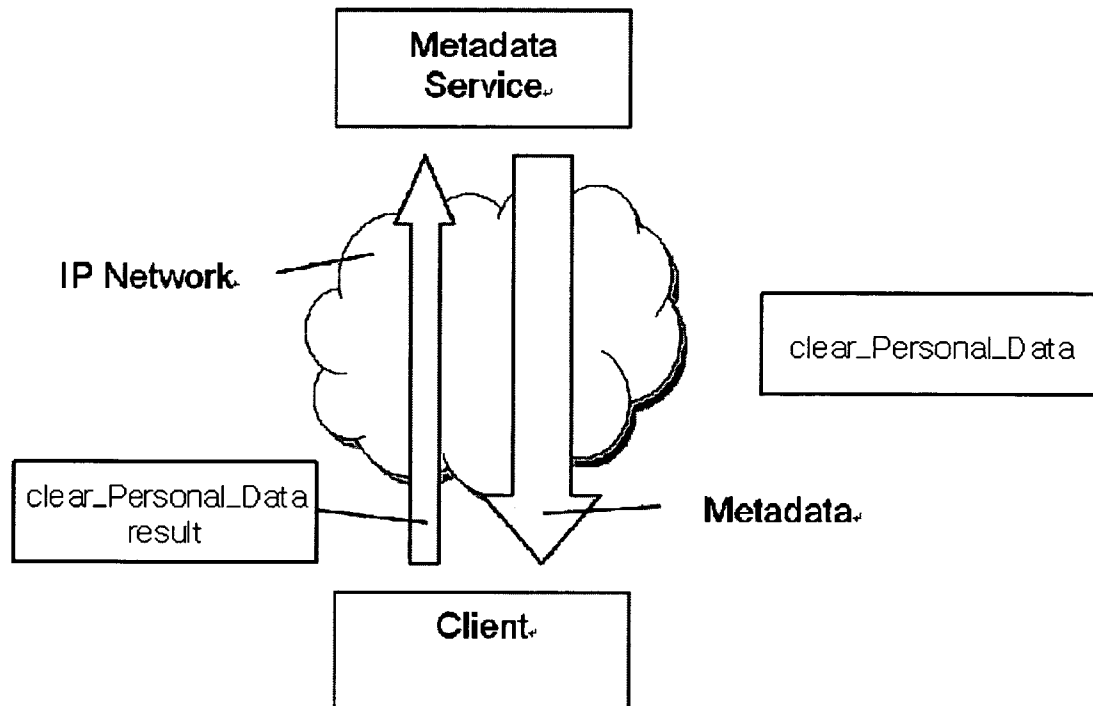 Metadata
Service
IP Network
clear_Personal_Data
clear_Personal_Data
result
Metadata
Client